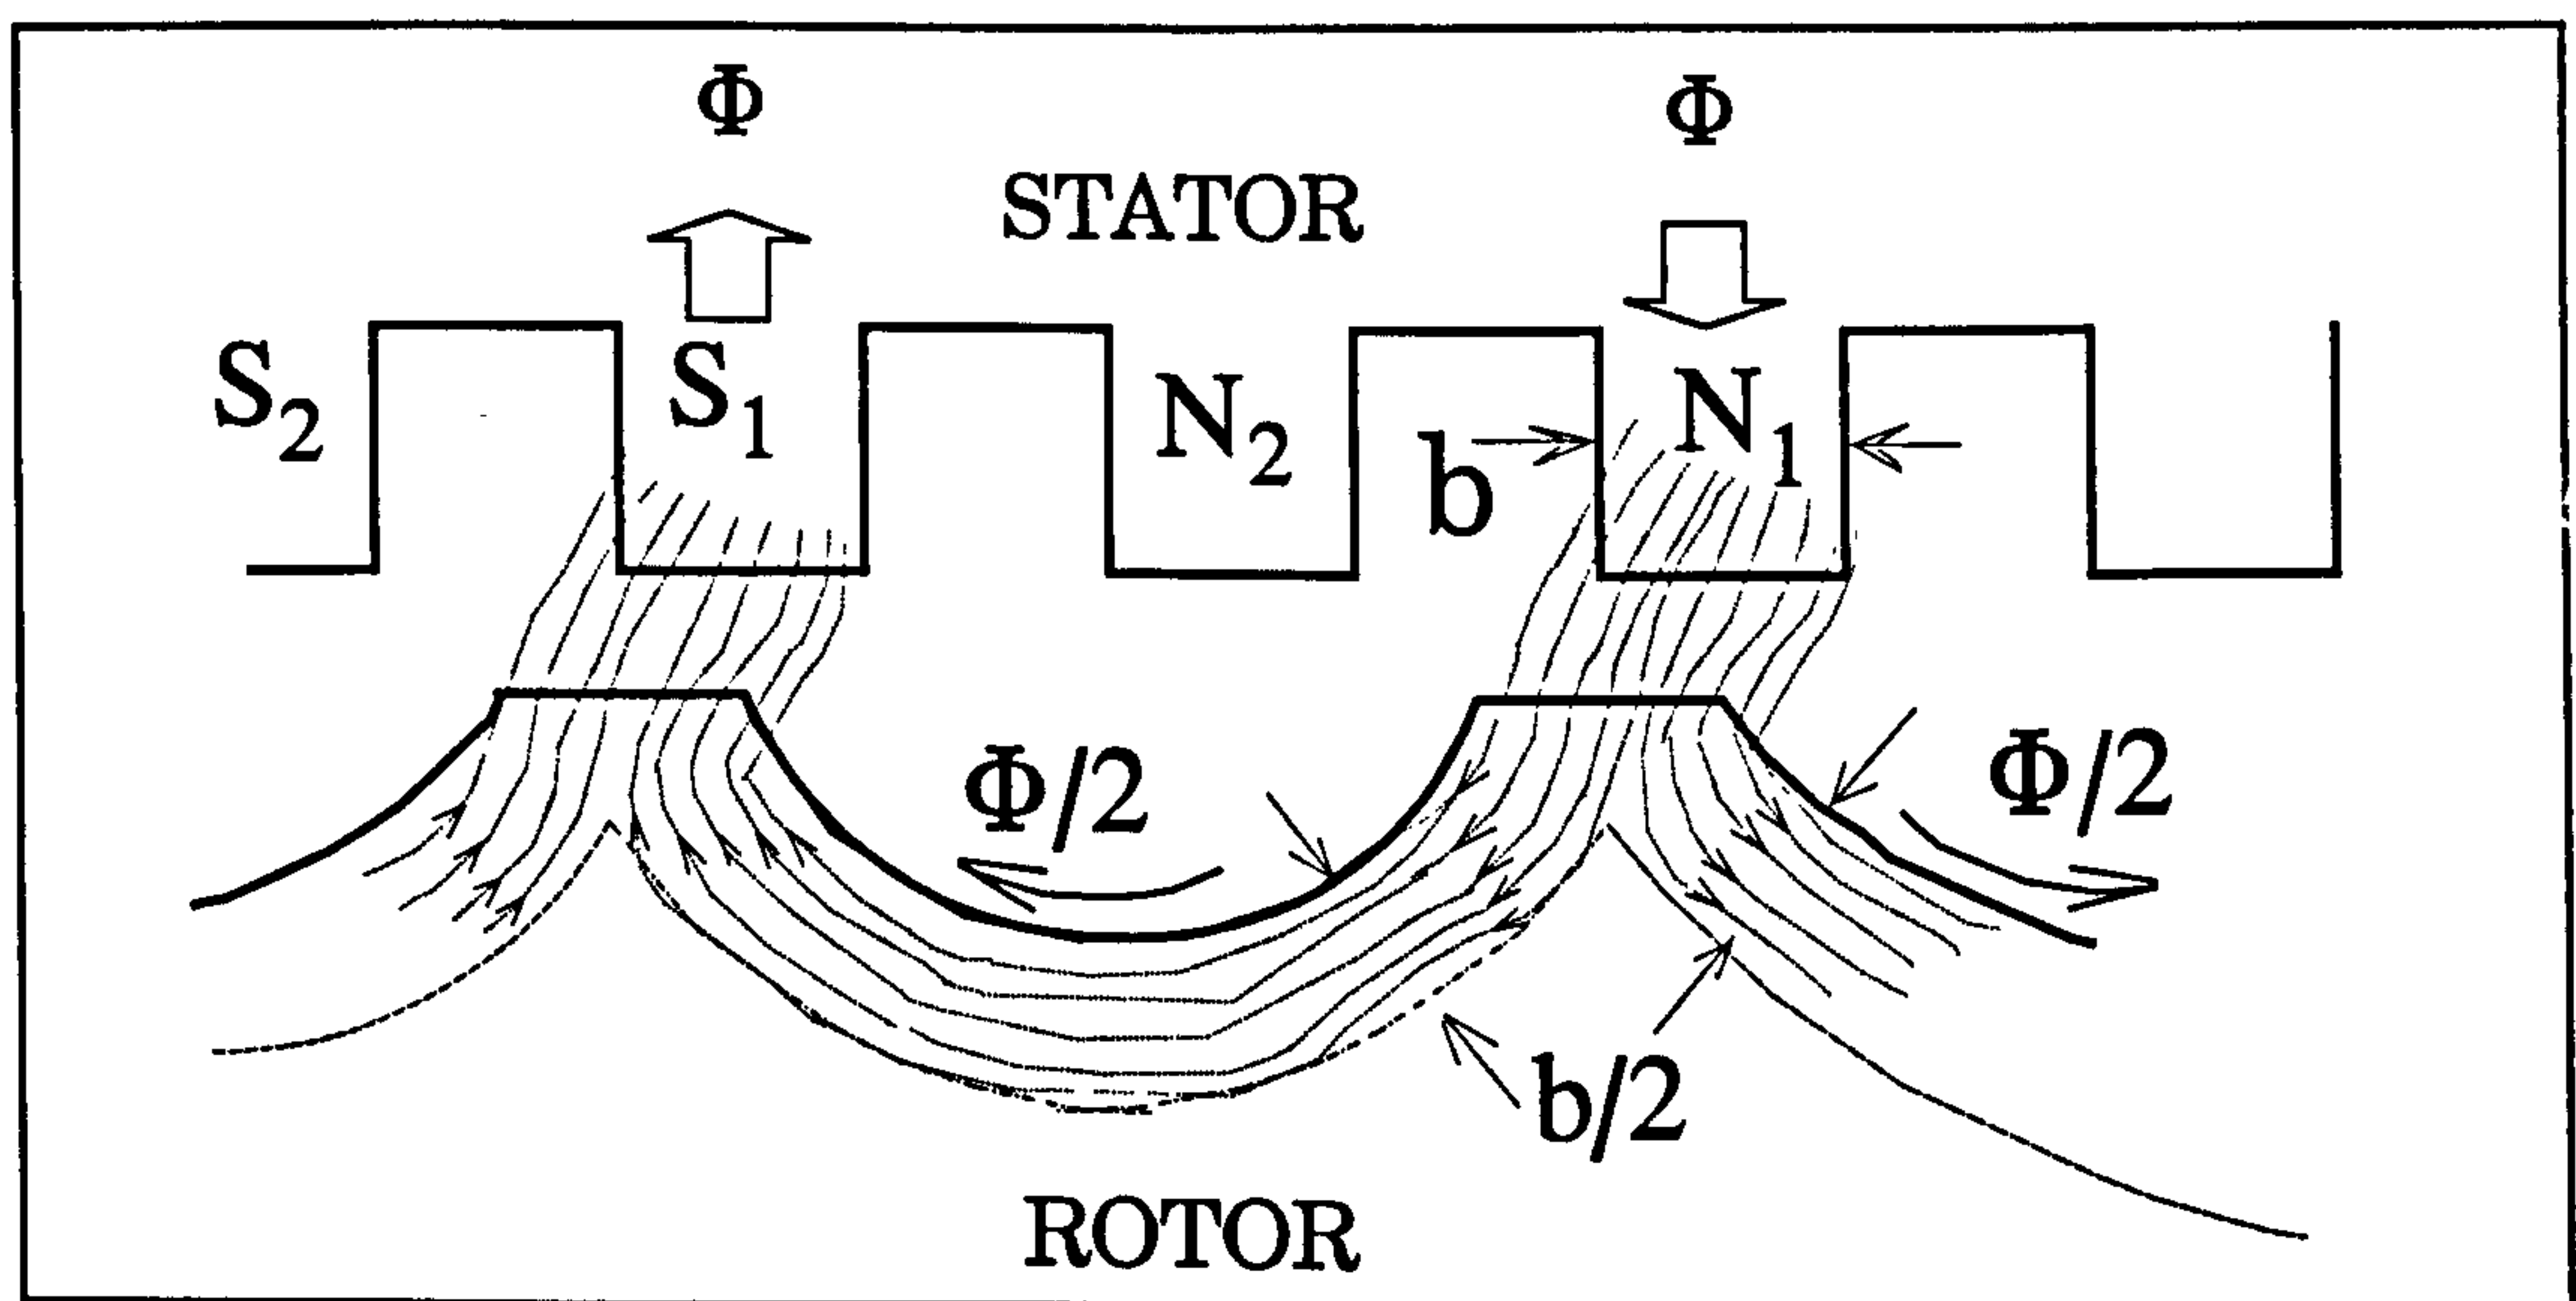 Φ Φ
STATOR
S₂ S₁ N₂ N₁
b
Φ/2 Φ/2
b/2
ROTOR